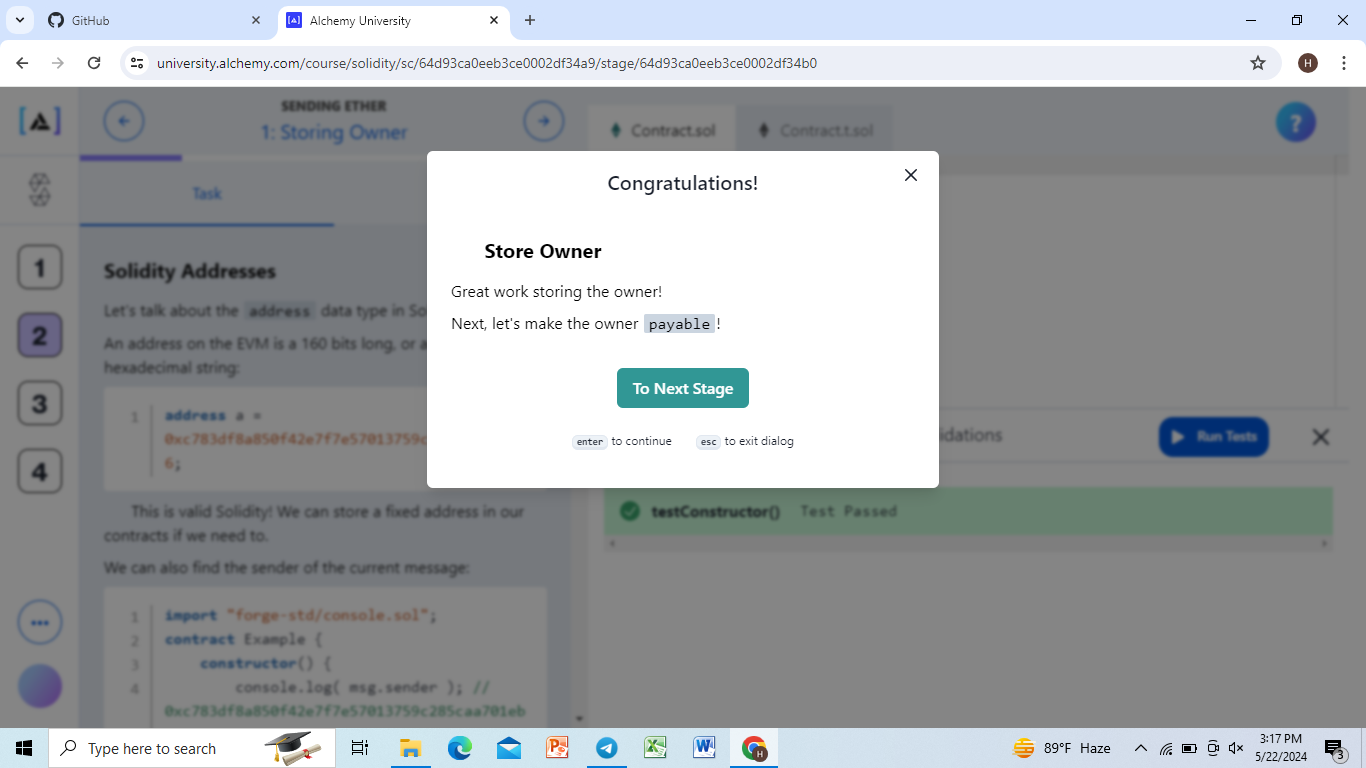 GitHub
Alchemy University
university.alchemy.com/course/solidity/sc/64d93ca0eeb3ce0002df34a9/stage/64d93ca0eeb3ce0002df34b0
H
SENDING ETHER
1: Storing Owner
Contract.sol
Contract.t.sol
?
Task
1
2
3
4
Solidity Addresses
Let's talk about the address data type in So
An address on the EVM is a 160 bits long, or a
hexadecimal string:
1 address a =
0xc783df8a850f42e7f7e57013759c
6;
This is valid Solidity! We can store a fixed address in our
contracts if we need to.
We can also find the sender of the current message:
1 import "forge-std/console.sol";
2 contract Example {
3 constructor() {
4 console.log( msg.sender ); //
0xc783df8a850f42e7f7e57013759c285caa701eb
Congratulations!
Store Owner
Great work storing the owner!
Next, let's make the owner payable!
To Next Stage
enter to continue esc to exit dialog
idations
Run Tests
testConstructor() Test Passed
Type here to search
89°F Haze
3:17 PM
5/22/2024
3